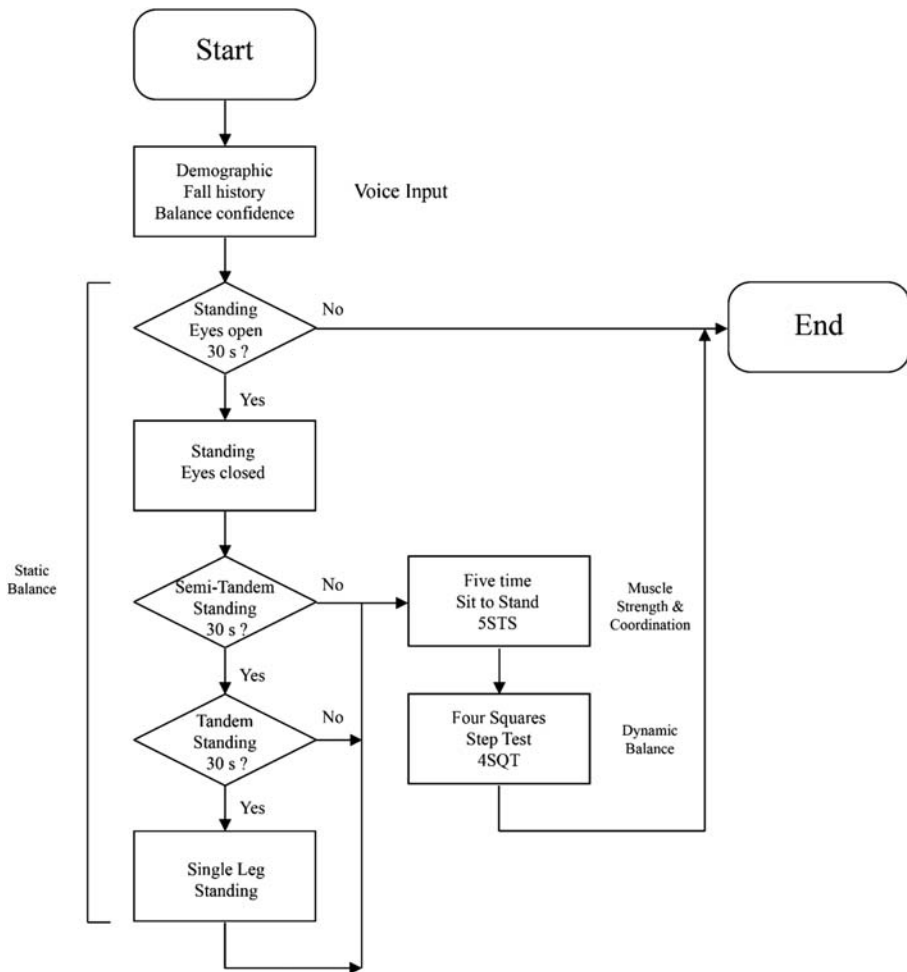 Start
Demographic
Fall history
Balance confidence
Voice Input
Standing
Eyes open
30 s ?
No
End
Yes
Standing
Eyes closed
Static
Balance
Semi-Tandem
Standing
30 s ?
No
Five time
Sit to Stand
5STS
Muscle
Strength &
Coordination
Yes
Tandem
Standing
30 s ?
No
Four Squares
Step Test
4SQT
Dynamic
Balance
Yes
Single Leg
Standing